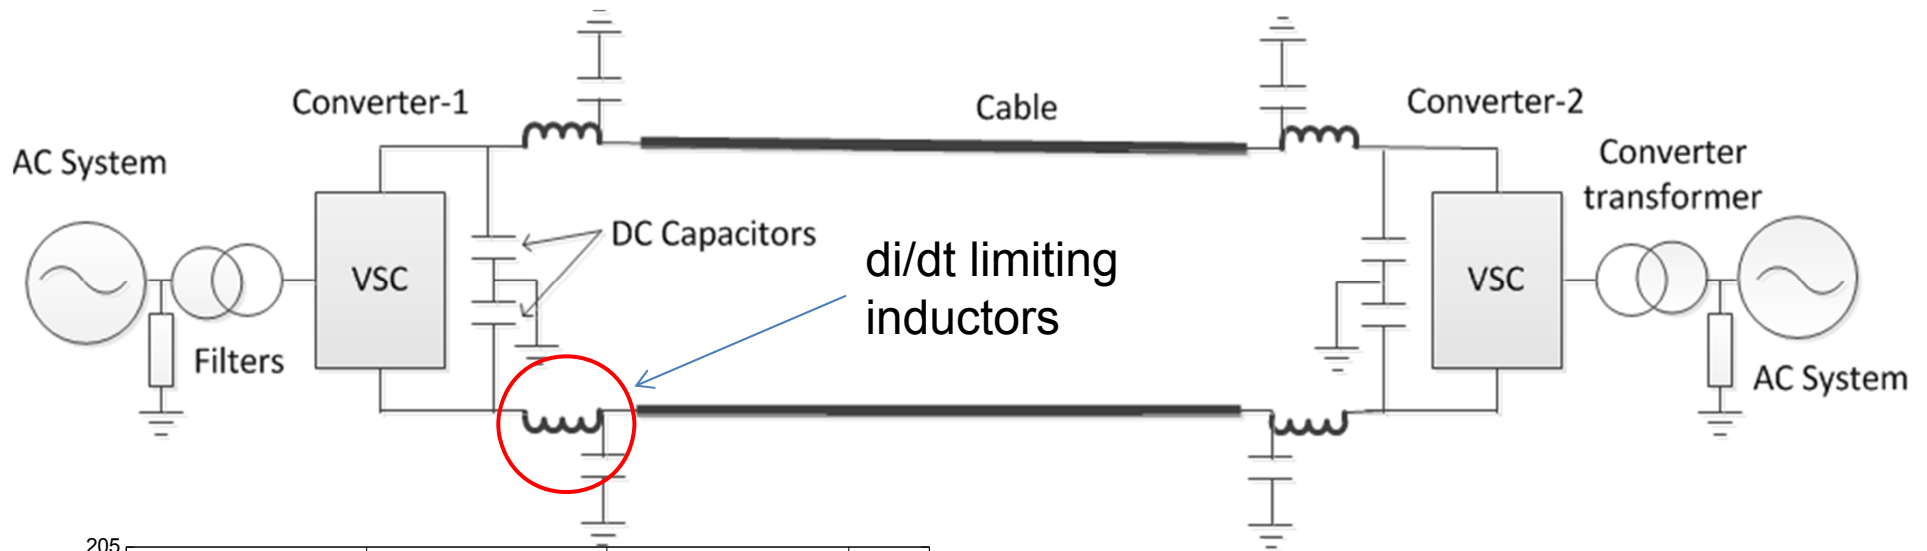 Converter-1
Cable
Converter-2
AC System
Converter
transformer
DC Capacitors
di/dt limiting
inductors
VSC
VSC
Filters
AC System
205